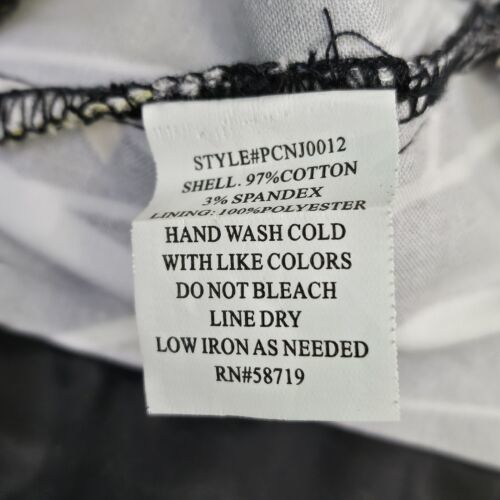 STYLE#PCNJ0012
SHELL. 97%COTTON
3% SPANDEX
LINING: 100%POLYESTER
HAND WASH COLD
WITH LIKE COLORS
DO NOT BLEACH
LINE DRY
LOW IRON AS NEEDED
RN#58719